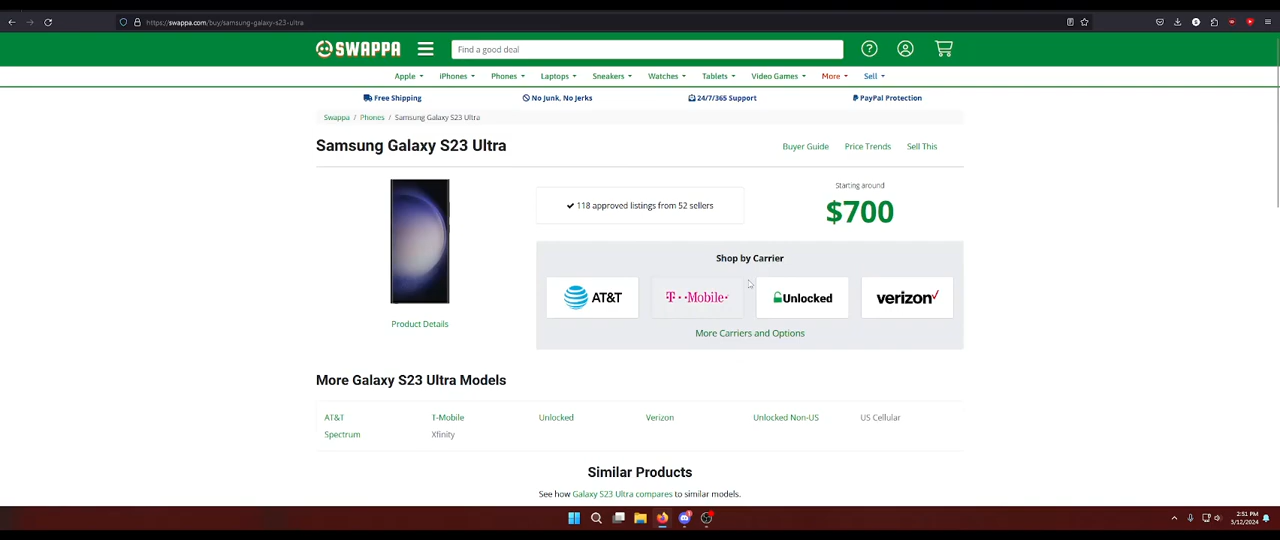 https://swappa.com/buy/samsung-galaxy-s23-ultra
SWAPPA
Find a good deal
Apple iPhones Phones Laptops Sneakers Watches Tablets Video Games More Sell
Free Shipping No Junk, No Jerks 24/7/365 Support PayPal Protection
Swappa / Phones / Samsung Galaxy S23 Ultra
Samsung Galaxy S23 Ultra
Buyer Guide Price Trends Sell This
118 approved listings from 52 sellers
Starting around
$700
Shop by Carrier
AT&T T-Mobile Unlocked verizon
More Carriers and Options
Product Details
More Galaxy S23 Ultra Models
AT&T T-Mobile Unlocked Verizon Unlocked Non-US US Cellular
Spectrum Xfinity
Similar Products
See how Galaxy S23 Ultra compares to similar models.
2:51 PM
3/12/2024